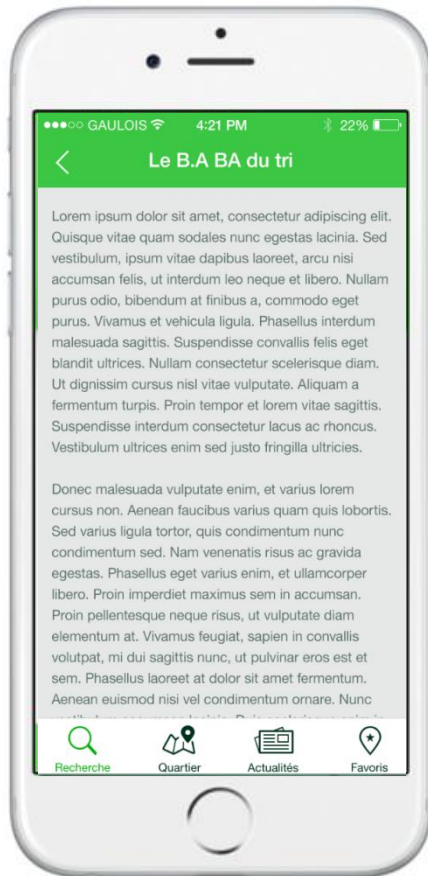 GAULOIS 4:21 PM 22%
Le B.A BA du tri
Lorem ipsum dolor sit amet, consectetur adipiscing elit.
Quisque vitae quam sodales nunc egestas lacinia. Sed
vestibulum, ipsum vitae dapibus laoreet, arcu nisi
accumsan felis, ut interdum leo neque et libero. Nullam
purus odio, bibendum at finibus a, commodo eget
purus. Vivamus et vehicula ligula. Phasellus interdum
malesuada sagittis. Suspendisse convallis felis eget
blandit ultrices. Nullam consectetur scelerisque diam.
Ut dignissim cursus nisl vitae vulputate. Aliquam a
fermentum turpis. Proin tempor et lorem vitae sagittis.
Suspendisse interdum consectetur lacus ac rhoncus.
Vestibulum ultrices enim sed justo fringilla ultricies.
Donec malesuada vulputate enim, et varius lorem
cursus non. Aenean faucibus varius quam quis lobortis.
Sed varius ligula tortor, quis condimentum nunc
condimentum sed. Nam venenatis risus ac gravida
egestas. Phasellus eget varius enim, et ullamcorper
libero. Proin imperdiet maximus sem in accumsan.
Proin pellentesque neque risus, ut vulputate diam
elementum at. Vivamus feugiat, sapien in convallis
volutpat, mi dui sagittis nunc, ut pulvinar eros est et
sem. Phasellus laoreet at dolor sit amet fermentum.
Aenean euismod nisi vel condimentum ornare. Nunc
Recherche Quartier Actualités Favoris